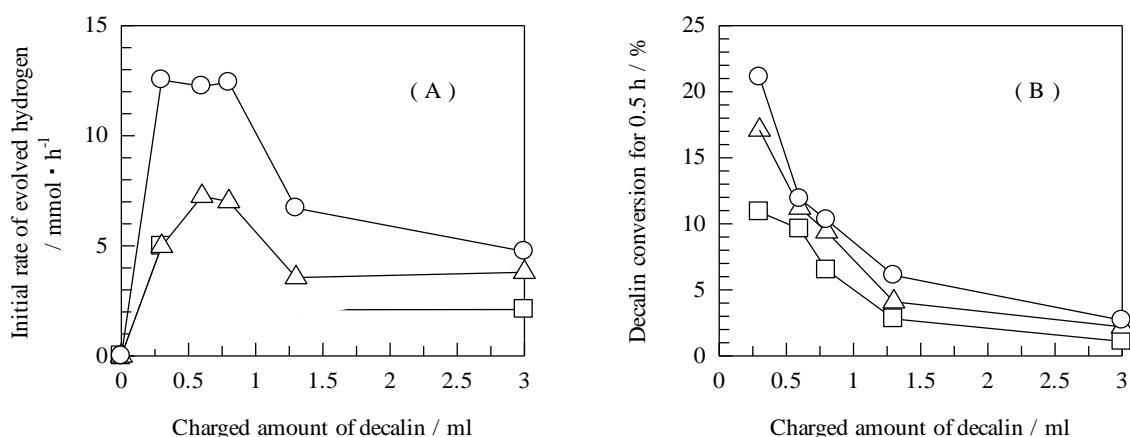 Initial rate of evolved hydrogen
/ mmol・h⁻¹
15
10
5
0
( A )
0 0.5 1 1.5 2 2.5 3
Charged amount of decalin / ml
Decalin conversion for 0.5 h / %
25
20
15
10
5
0
( B )
0 0.5 1 1.5 2 2.5 3
Charged amount of decalin / ml